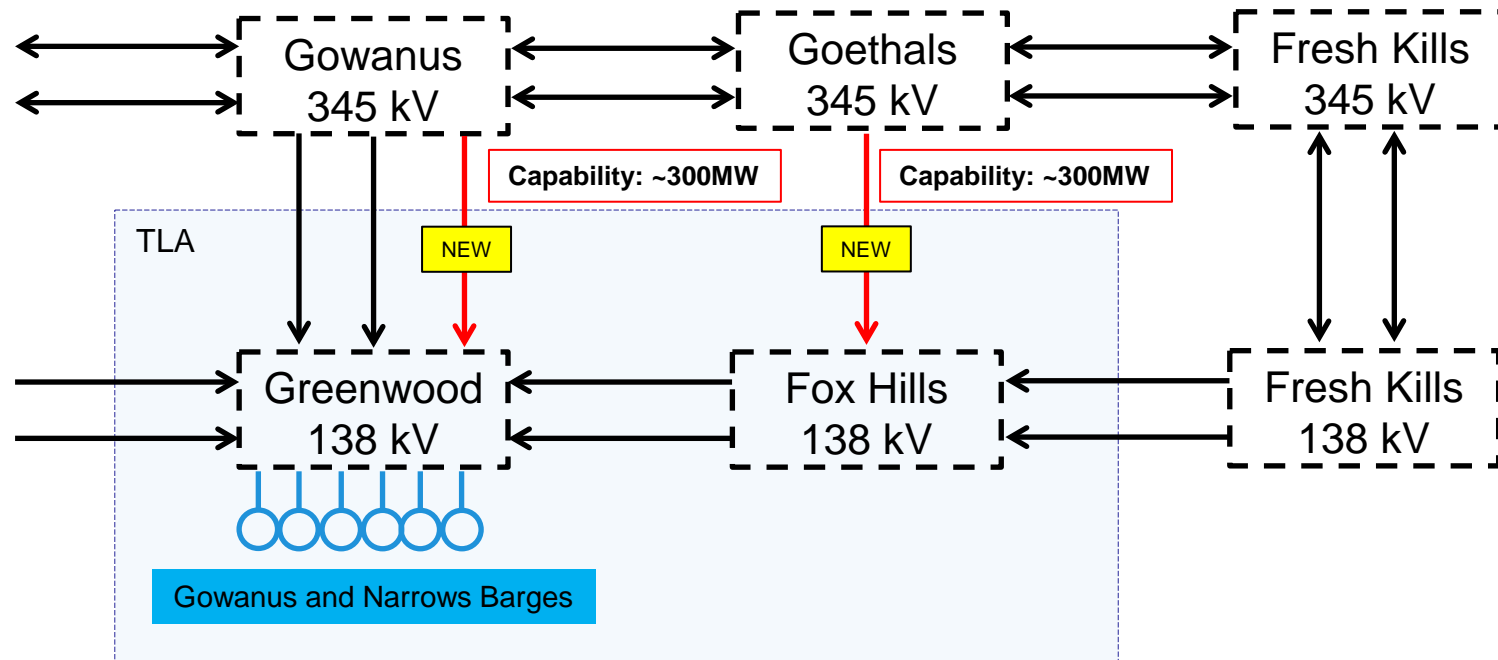 Gowanus
345 kV
Goethals
345 kV
Fresh Kills
345 kV
Capability: ~300MW
Capability: ~300MW
TLA
NEW
NEW
Greenwood
138 kV
Fox Hills
138 kV
Fresh Kills
138 kV
Gowanus and Narrows Barges